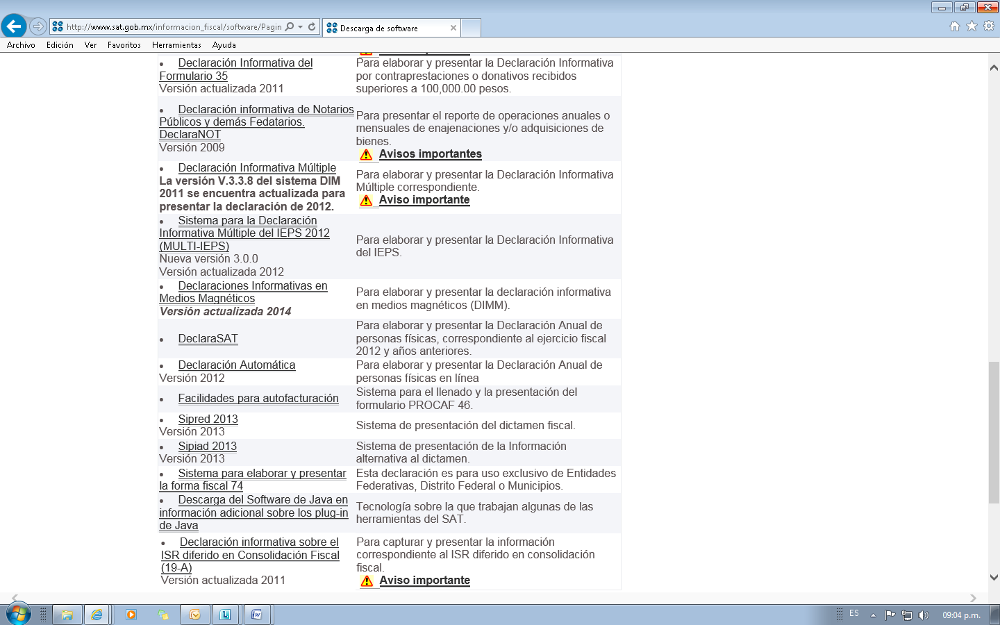 http://www.sat.gob.mx/informacion_fiscal/software/Pagin
Descarga de software
Archivo Edición Ver Favoritos Herramientas Ayuda
Declaración Informativa del
Formulario 35
Versión actualizada 2011
Para elaborar y presentar la Declaración Informativa
por contraprestaciones o donativos recibidos
superiores a 100,000.00 pesos.
Declaración informativa de Notarios
Públicos y demás Fedatarios.
DeclaraNOT
Versión 2009
Para presentar el reporte de operaciones anuales o
mensuales de enajenaciones y/o adquisiciones de
bienes.
Avisos importantes
Declaración Informativa Múltiple
La versión V.3.3.8 del sistema DIM
2011 se encuentra actualizada para
presentar la declaración de 2012.
Para elaborar y presentar la Declaración Informativa
Múltiple correspondiente.
Aviso importante
Sistema para la Declaración
Informativa Múltiple del IEPS 2012
(MULTI-IEPS)
Nueva versión 3.0.0
Versión actualizada 2012
Para elaborar y presentar la Declaración Informativa
del IEPS.
Declaraciones Informativas en
Medios Magnéticos
Versión actualizada 2014
Para elaborar y presentar la declaración informativa
en medios magnéticos (DIMM).
DeclaraSAT
Para elaborar y presentar la Declaración Anual de
personas físicas, correspondiente al ejercicio fiscal
2012 y años anteriores.
Declaración Automática
Versión 2012
Para elaborar y presentar la Declaración Anual de
personas físicas en línea
Facilidades para autofacturación
Sistema para el llenado y la presentación del
formulario PROCAF 46.
Sipred 2013
Versión 2013
Sistema de presentación del dictamen fiscal.
Sipiad 2013
Versión 2013
Sistema de presentación de la Información
alternativa al dictamen.
Sistema para elaborar y presentar
la forma fiscal 74
Esta declaración es para uso exclusivo de Entidades
Federativas, Distrito Federal o Municipios.
Descarga del Software de Java en
información adicional sobre los plug-in
de Java
Tecnología sobre la que trabajan algunas de las
herramientas del SAT.
Declaración informativa sobre el
ISR diferido en Consolidación Fiscal
(19-A)
Versión actualizada 2011
Para capturar y presentar la información
correspondiente al ISR diferido en consolidación
fiscal.
Aviso importante
ES
09:04 p.m.